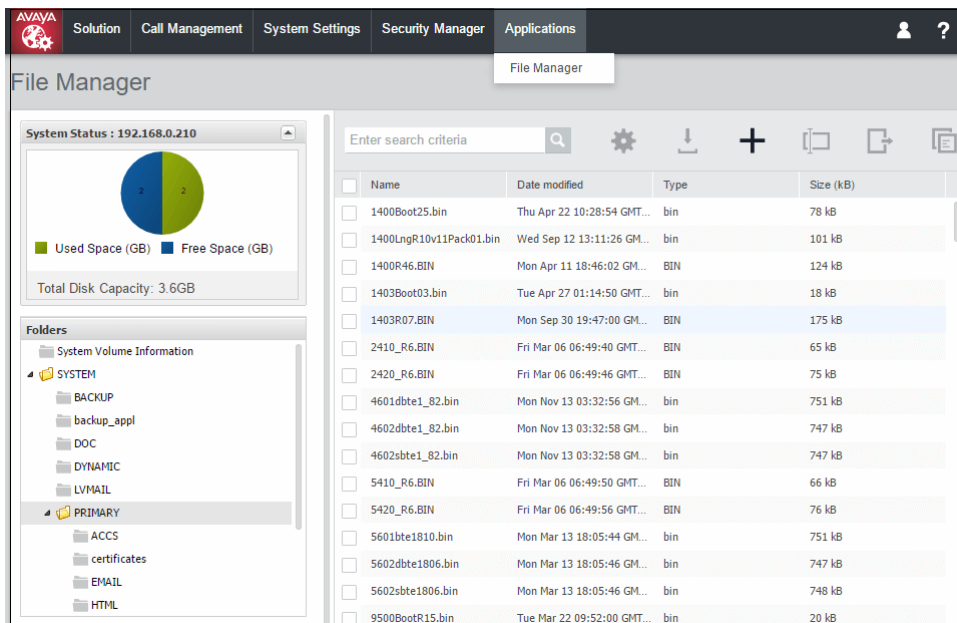 AVAYA
Solution Call Management System Settings Security Manager Applications ?
File Manager
File Manager
System Status : 192.168.0.210
2 2
Used Space (GB) Free Space (GB)
Total Disk Capacity: 3.6GB
Folders
System Volume Information
SYSTEM
BACKUP
backup_appl
DOC
DYNAMIC
LVMAIL
PRIMARY
ACCS
certificates
EMAIL
HTML
Enter search criteria
Name Date modified Type Size (kB)
1400Boot25.bin Thu Apr 22 10:28:54 GMT... bin 78 kB
1400LngR10v11Pack01.bin Wed Sep 12 13:11:26 GM... bin 101 kB
1400R46.BIN Mon Apr 11 18:46:02 GM... BIN 124 kB
1403Boot03.bin Tue Apr 27 01:14:50 GMT... bin 18 kB
1403R07.BIN Mon Sep 30 19:47:00 GM... BIN 175 kB
2410_R6.BIN Fri Mar 06 06:49:40 GMT... BIN 65 kB
2420_R6.BIN Fri Mar 06 06:49:46 GMT... BIN 75 kB
4601dbte1_82.bin Mon Nov 13 03:32:56 GM... bin 751 kB
4602dbte1_82.bin Mon Nov 13 03:32:58 GM... bin 747 kB
4602sbte1_82.bin Mon Nov 13 03:32:58 GM... bin 747 kB
5410_R6.BIN Fri Mar 06 06:49:50 GMT... BIN 66 kB
5420_R6.BIN Fri Mar 06 06:49:56 GMT... BIN 76 kB
5601bte1810.bin Mon Mar 13 18:05:44 GM... bin 751 kB
5602dbte1806.bin Mon Mar 13 18:05:46 GM... bin 747 kB
5602sbte1806.bin Mon Mar 13 18:05:46 GM... bin 748 kB
9500BootR15.bin Tue Mar 22 09:52:00 GMT... bin 20 kB